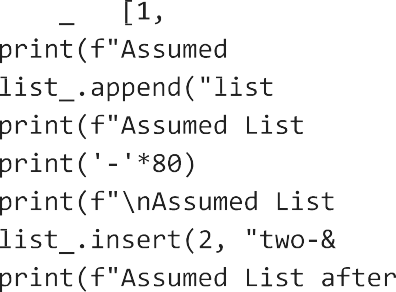 _ [1,
print(f"Assumed
list_.append("list
print(f"Assumed List
print('-'*80)
print(f"\nAssumed List
list_.insert(2, "two-&
print(f"Assumed List after